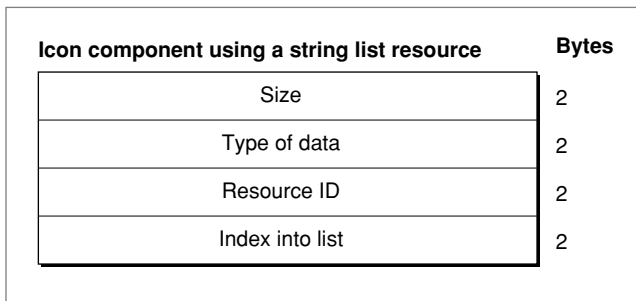 Icon component using a string list resource Bytes
Size 2
Type of data 2
Resource ID 2
Index into list 2